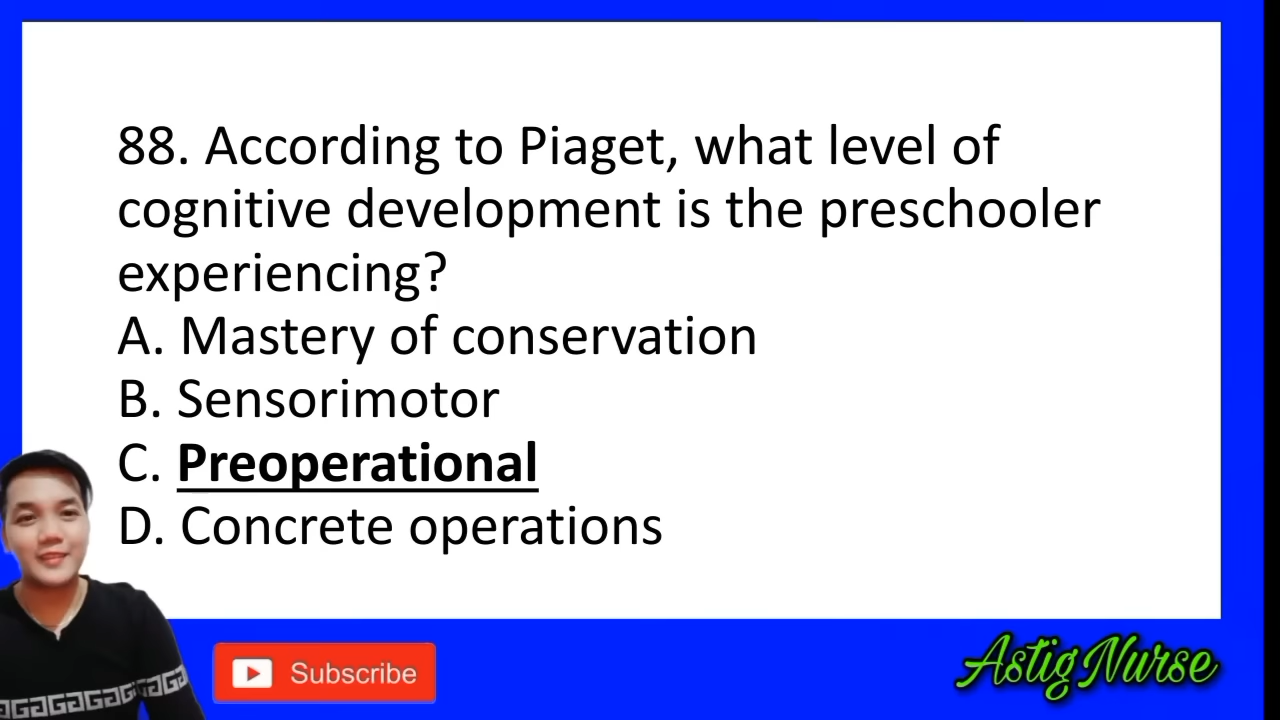 88. According to Piaget, what level of
cognitive development is the preschooler
experiencing?
A. Mastery of conservation
B. Sensorimotor
C. Preoperational
D. Concrete operations
Subscribe
Astig Nurse